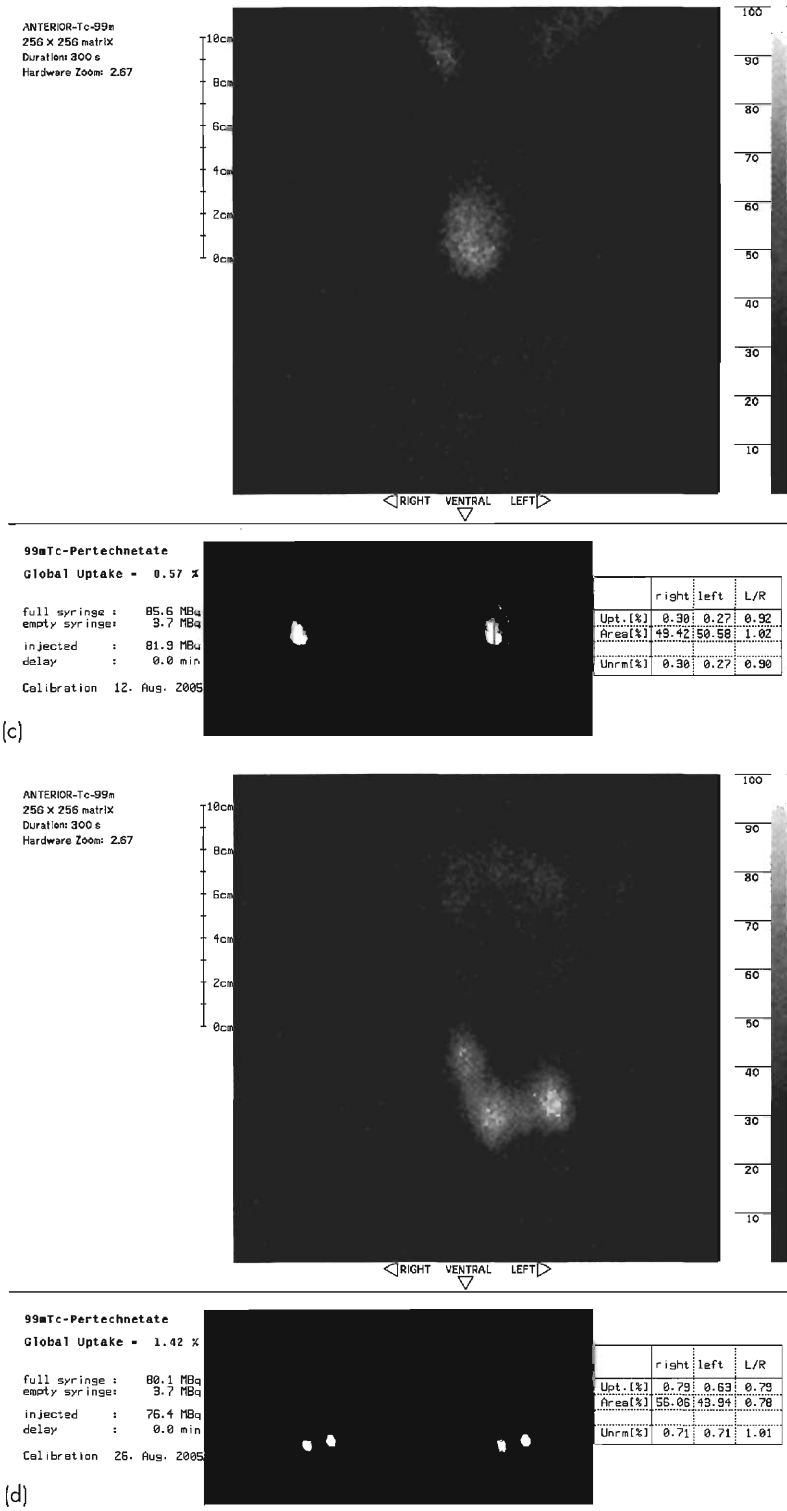 ANTERIOR-Tc-99m
256 X 256 matrix
Duration: 300 s
Hardware Zoom: 2.67
10cm
8cm
6cm
4cm
2cm
0cm
100
90
80
70
60
50
40
30
20
10
RIGHT VENTRAL LEFT
99mTc-Pertechnetate
Global Uptake = 0.57 %
full syringe : 85.6 MBq
empty syringe: 3.7 MBq
injected : 81.9 MBq
delay : 0.0 min
Calibration 12. Aug. 2005
right left L/R
Upt.[%] 0.30 0.27 0.92
Area[%] 49.42 50.58 1.02
Unrm[%] 0.30 0.27 0.90
(c)
ANTERIOR-Tc-99m
256 X 256 matrix
Duration: 300 s
Hardware Zoom: 2.67
10cm
8cm
6cm
4cm
2cm
0cm
100
90
80
70
60
50
40
30
20
10
RIGHT VENTRAL LEFT
99mTc-Pertechnetate
Global Uptake = 1.42 %
full syringe : 80.1 MBq
empty syringe: 3.7 MBq
injected : 76.4 MBq
delay : 0.0 min
Calibration 26. Aug. 2005
right left L/R
Upt.[%] 0.79 0.63 0.79
Area[%] 56.06 43.94 0.78
Unrm[%] 0.71 0.71 1.01
(d)